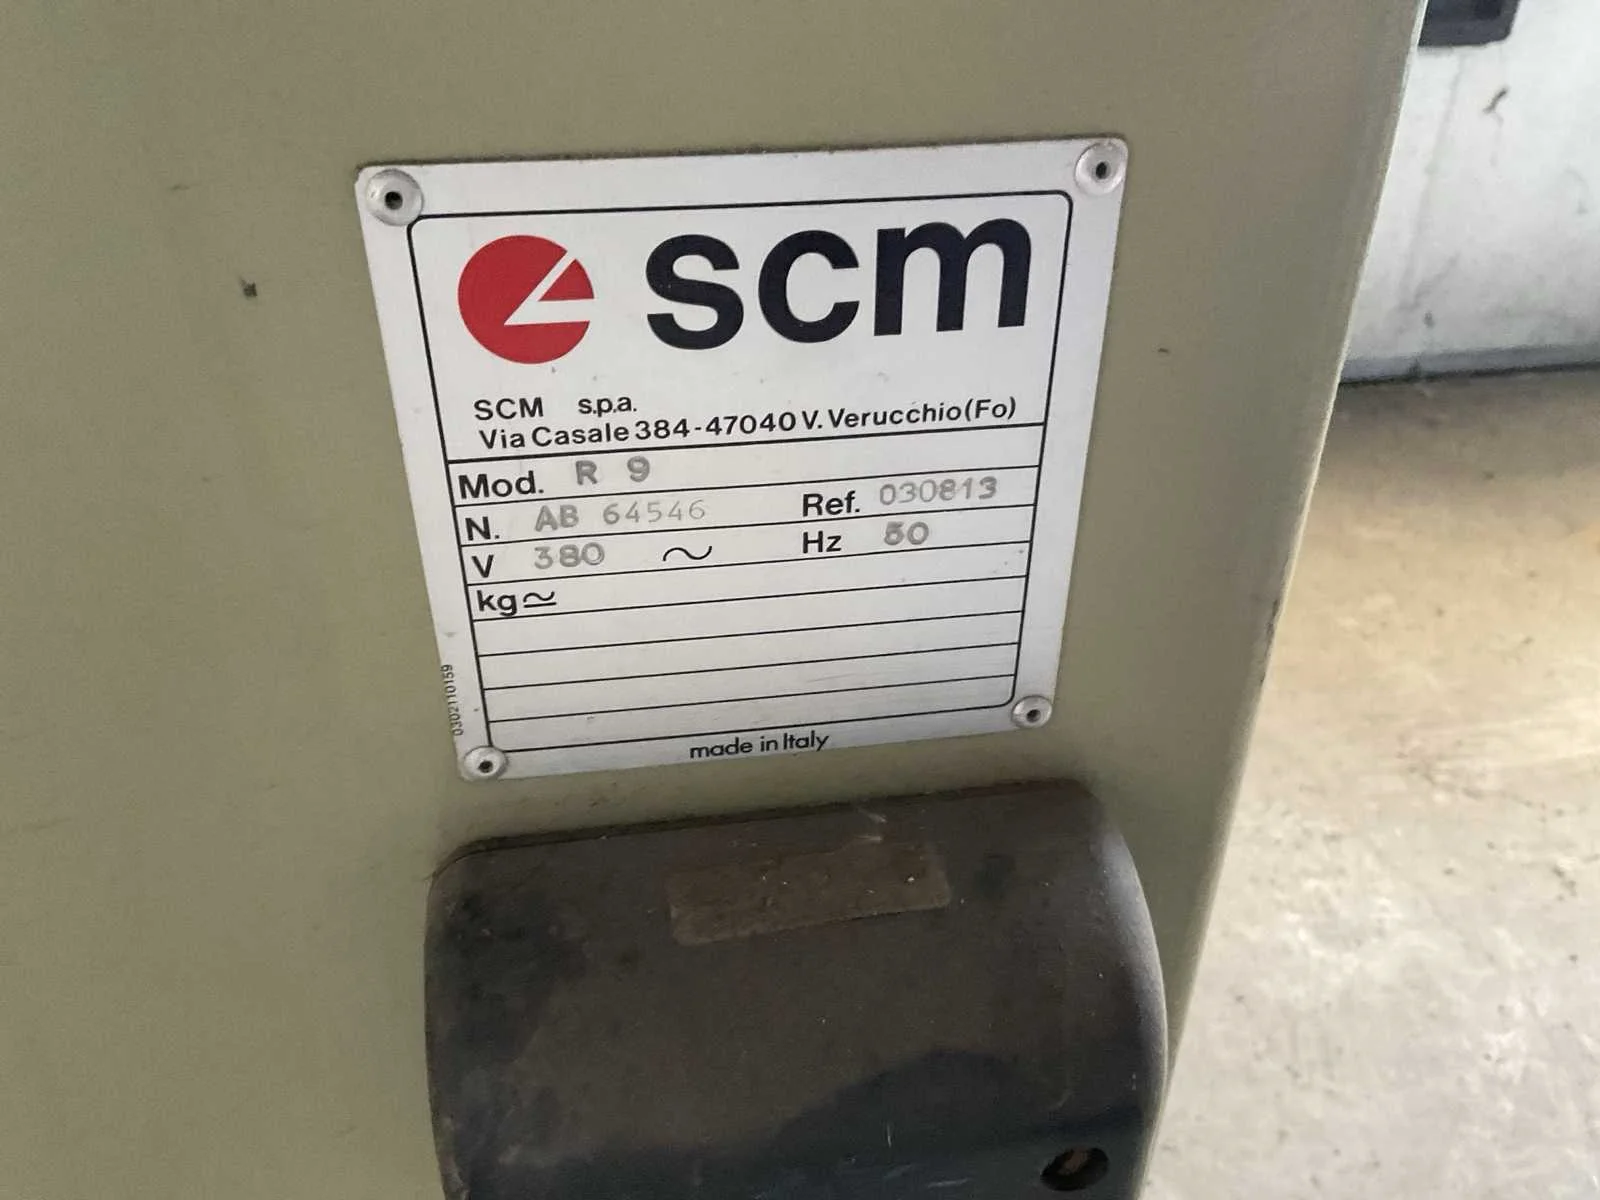 scm
SCM s.p.a.
Via Casale 384-47040 V. Verucchio (Fo)
Mod. R 9
N. AB 64546 Ref. 030813
V 380 ~ Hz 50
kg≃
0302110159
made in Italy